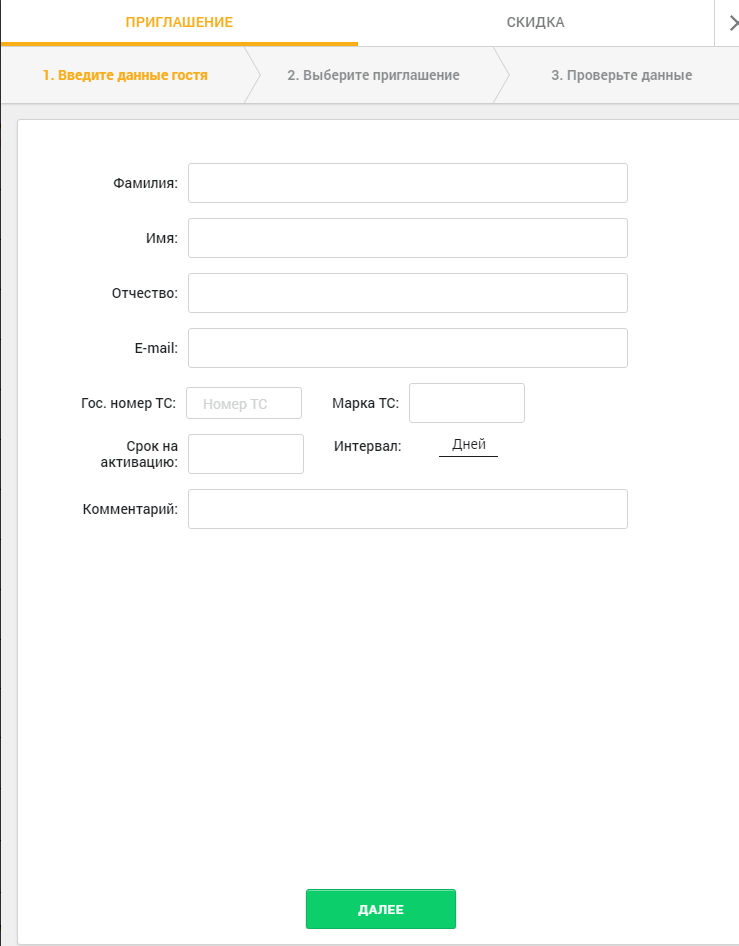 ПРИГЛАШЕНИЕ СКИДКА
1. Введите данные гостя 2. Выберите приглашение 3. Проверьте данные
Фамилия:
Имя:
Отчество:
E-mail:
Гос. номер ТС: Номер ТС Марка ТС:
Срок на
активацию:
Интервал: Дней
Комментарий:
ДАЛЕЕ